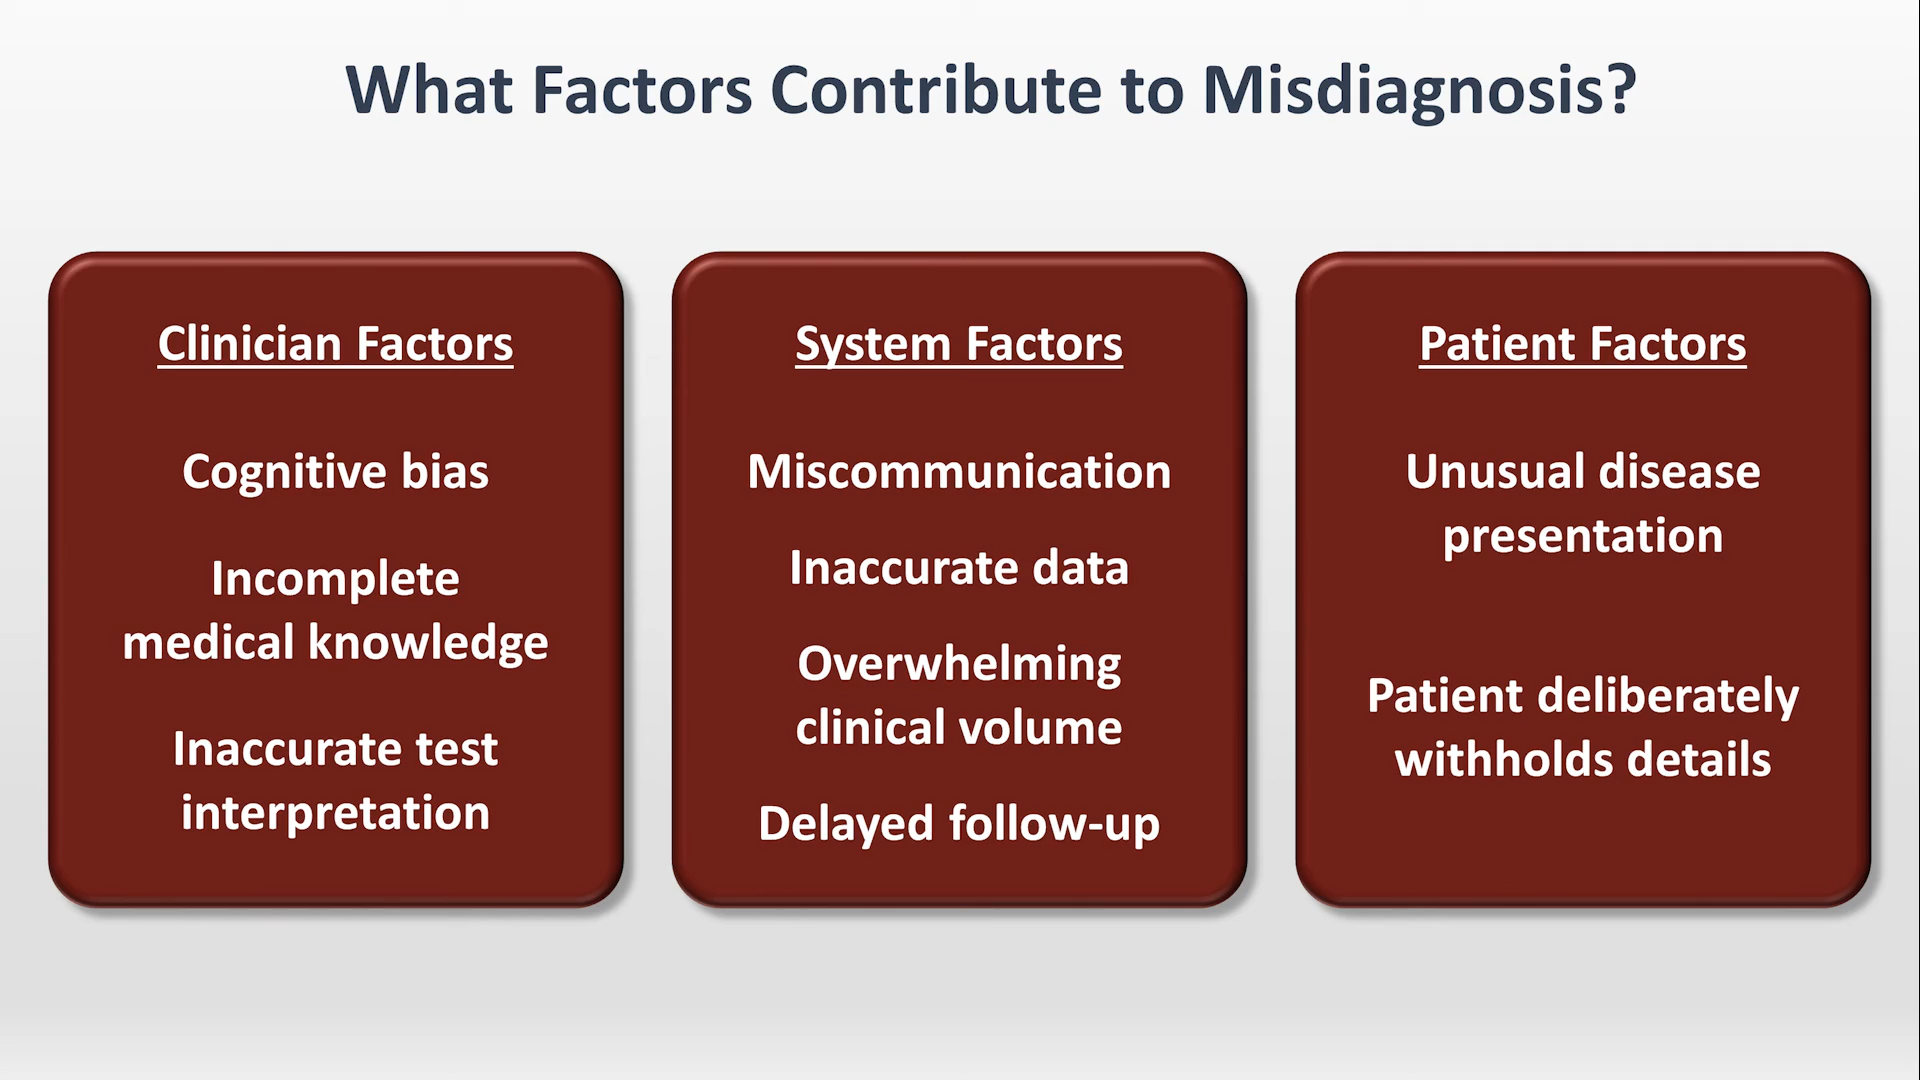 What Factors Contribute to Misdiagnosis?
Clinician Factors
Cognitive bias
Incomplete
medical knowledge
Inaccurate test
interpretation
System Factors
Miscommunication
Inaccurate data
Overwhelming
clinical volume
Delayed follow-up
Patient Factors
Unusual disease
presentation
Patient deliberately
withholds details